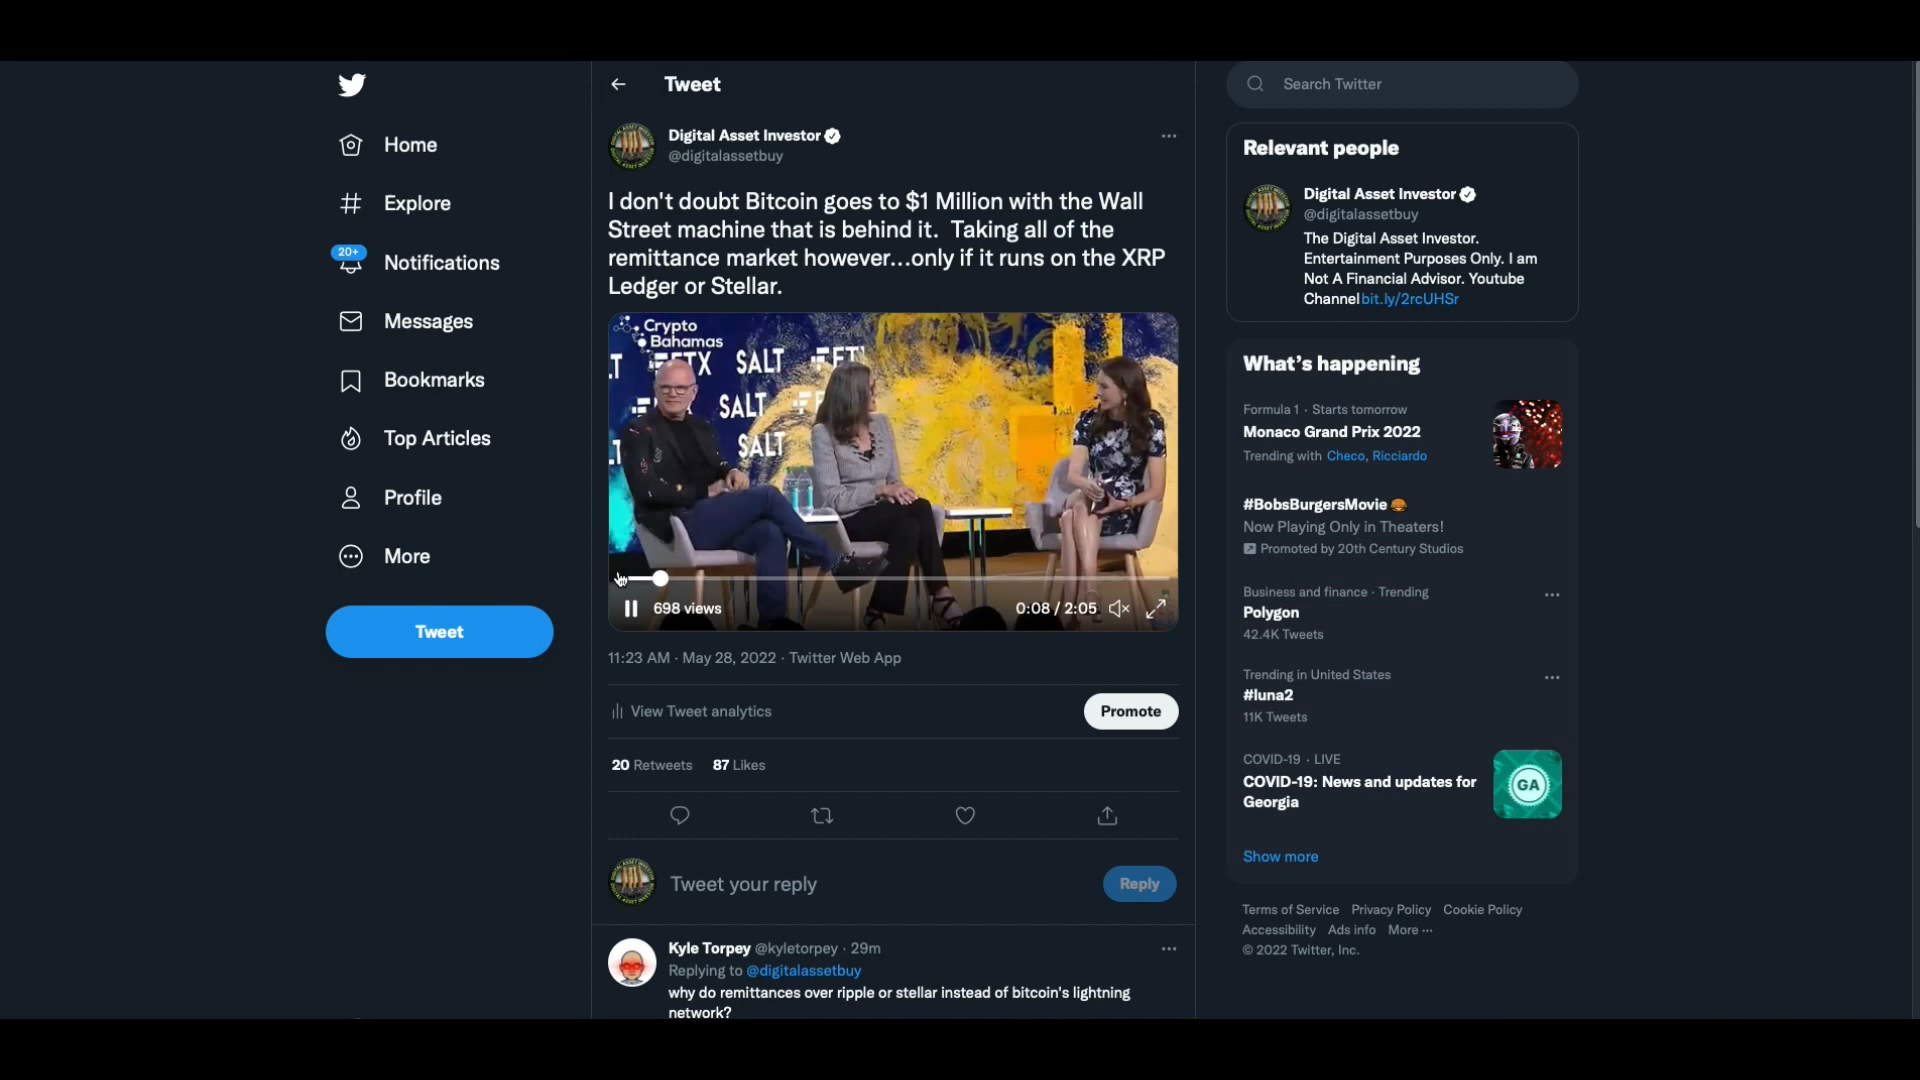 Home
Explore
20+
Notifications
Messages
Bookmarks
Top Articles
Profile
More
Tweet
Tweet
Digital Asset Investor
@digitalassetbuy
I don't doubt Bitcoin goes to $1 Million with the Wall
Street machine that is behind it. Taking all of the
remittance market however...only if it runs on the XRP
Ledger or Stellar.
Crypto
Bahamas
FTX SALT FTX
SALT
SALT
698 views
0:08 / 2:05
11:23 AM · May 28, 2022 · Twitter Web App
View Tweet analytics
Promote
20 Retweets 87 Likes
Tweet your reply
Reply
Kyle Torpey @kyletorpey · 29m
Replying to @digitalassetbuy
why do remittances over ripple or stellar instead of bitcoin's lightning
network?
Search Twitter
Relevant people
Digital Asset Investor
@digitalassetbuy
The Digital Asset Investor.
Entertainment Purposes Only. I am
Not A Financial Advisor. Youtube
Channelbit.ly/2rcUHSr
What's happening
Formula 1 · Starts tomorrow
Monaco Grand Prix 2022
Trending with Checo, Ricciardo
#BobsBurgersMovie
Now Playing Only in Theaters!
Promoted by 20th Century Studios
Business and finance · Trending
Polygon
42.4K Tweets
Trending in United States
#luna2
11K Tweets
COVID-19 · LIVE
COVID-19: News and updates for
Georgia
GA
Show more
Terms of Service Privacy Policy Cookie Policy
Accessibility Ads info More ···
© 2022 Twitter, Inc.